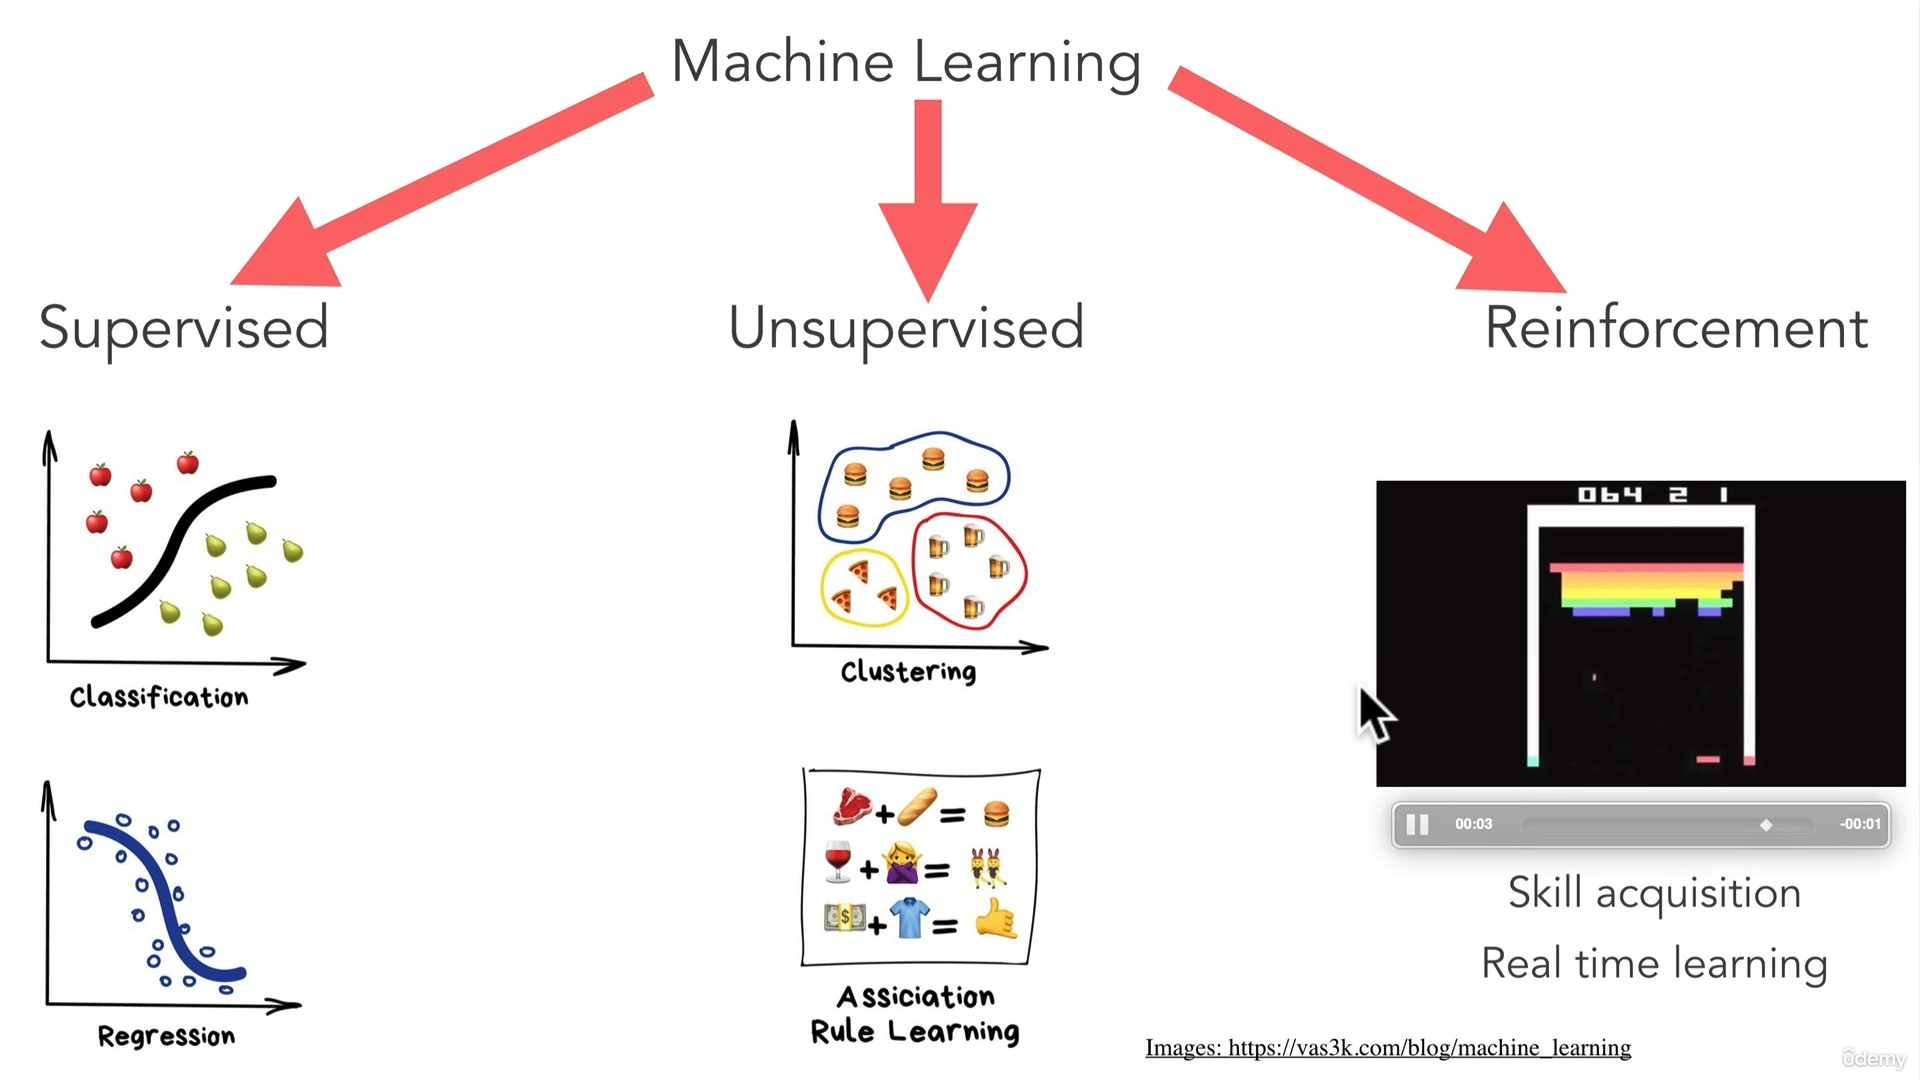 Machine Learning
Supervised
Unsupervised
Reinforcement
Classification
Regression
Clustering
Assiciation
Rule Learning
064 2 1
00:03
-00:01
Skill acquisition
Real time learning
Images: https://vas3k.com/blog/machine_learning
ûdemy